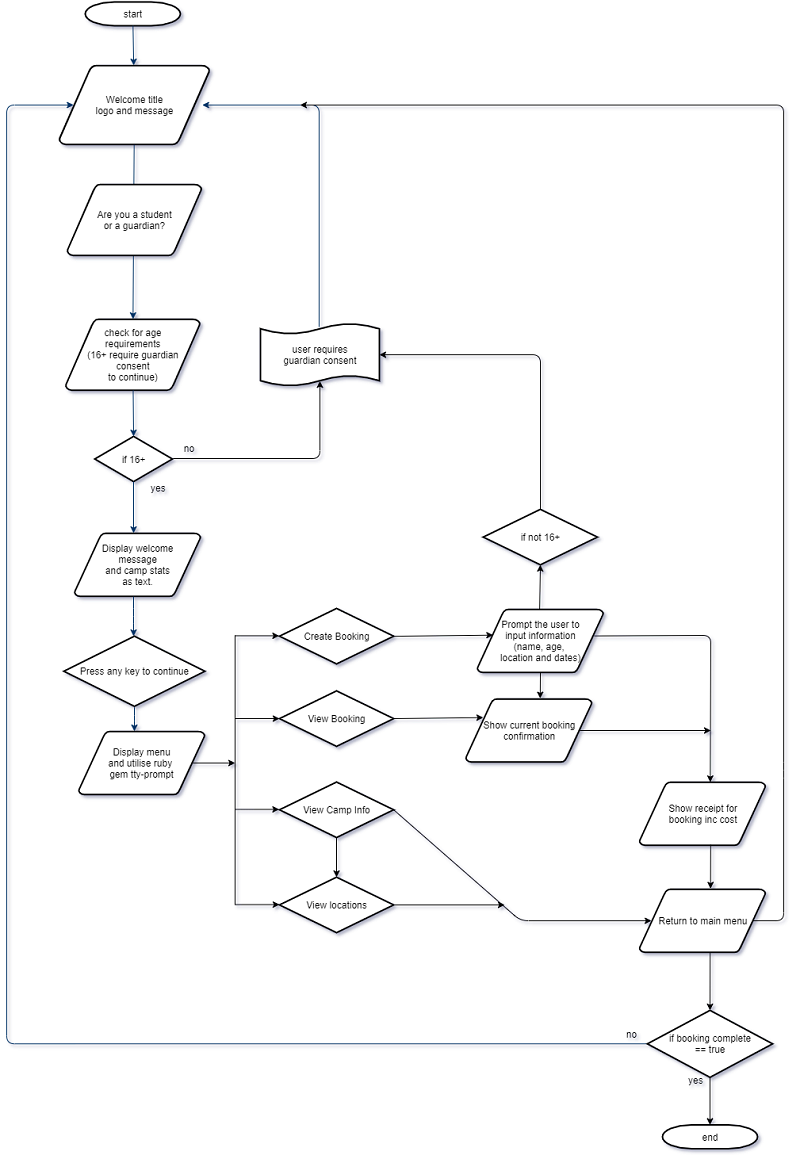 start
Welcome title
logo and message
Are you a student
or a guardian?
check for age
requirements
(16+ require guardian
consent
to continue)
user requires
guardian consent
if 16+
no
yes
if not 16+
Display welcome
message
and camp stats
as text.
Press any key to continue
Create Booking
Prompt the user to
input information
(name, age,
location and dates)
View Booking
Show current booking
confirmation
Display menu
and utilise ruby
gem tty-prompt
View Camp Info
Show receipt for
booking inc cost
View locations
Return to main menu
no
if booking complete
== true
yes
end